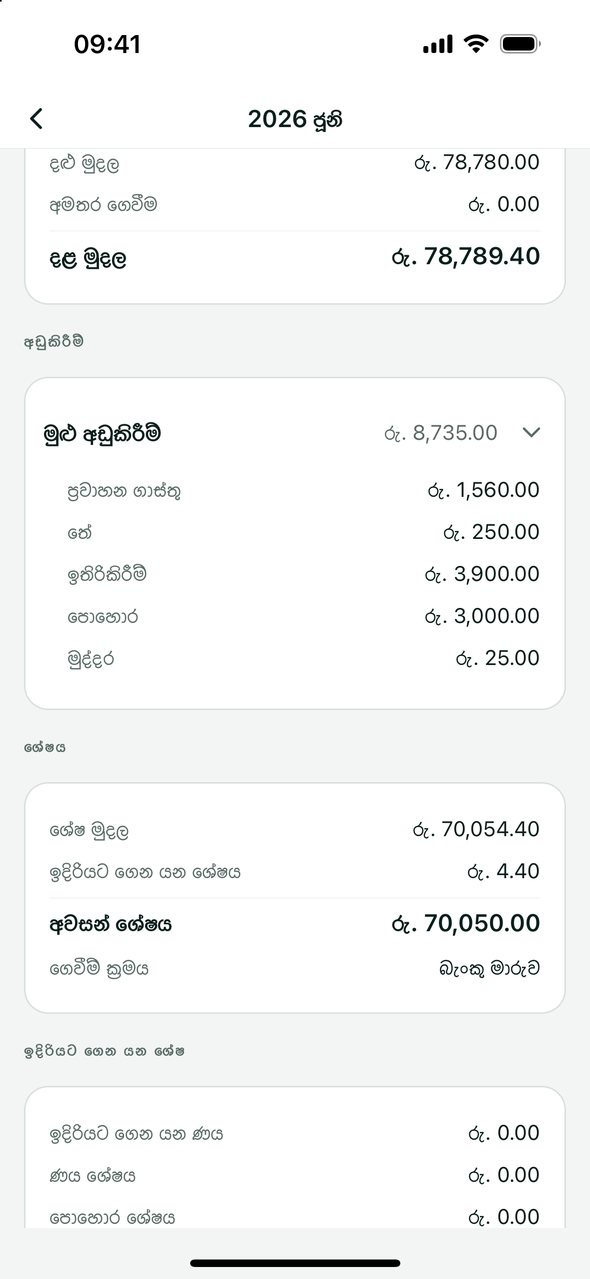 09:41
2026 ජූනි
දළු මුදල රු. 78,780.00
අමතර ගෙවීම රු. 0.00
දළ මුදල රු. 78,789.40
අඩුකිරීම්
මුළු අඩුකිරීම් රු. 8,735.00
ප්‍රවාහන ගාස්තු රු. 1,560.00
තේ රු. 250.00
ඉතිරිකිරීම් රු. 3,900.00
පොහොර රු. 3,000.00
මුද්දර රු. 25.00
ශේෂය
ශේෂ මුදල රු. 70,054.40
ඉදිරියට ගෙන යන ශේෂය රු. 4.40
අවසන් ශේෂය රු. 70,050.00
ගෙවීම් ක්‍රමය බැංකු මාරුව
ඉදිරියට ගෙන යන ශේෂ
ඉදිරියට ගෙන යන ණය රු. 0.00
ණය ශේෂය රු. 0.00
පොහොර ශේෂය රු. 0.00